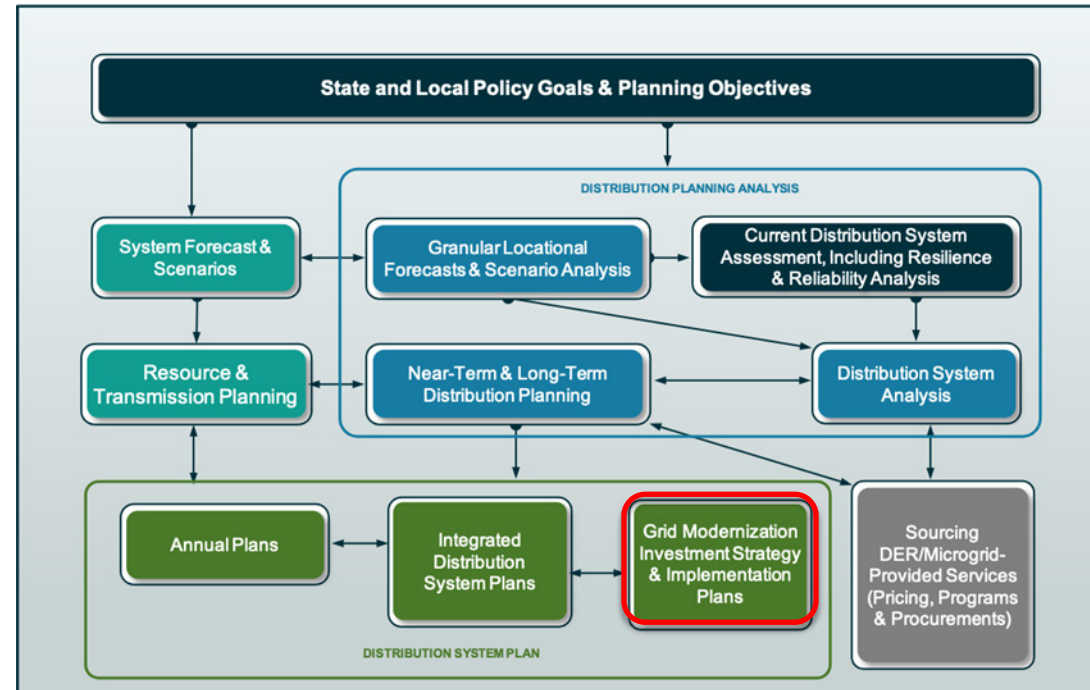 State and Local Policy Goals & Planning Objectives
DISTRIBUTION PLANNING ANALYSIS
System Forecast &
Scenarios
Granular Locational
Forecasts & Scenario Analysis
Current Distribution System
Assessment, Including Resilience
& Reliability Analysis
Resource &
Transmission Planning
Near-Term & Long-Term
Distribution Planning
Distribution System
Analysis
Annual Plans
Integrated
Distribution
System Plans
Grid Modernization
Investment Strategy
& Implementation
Plans
Sourcing
DER/Microgrid-
Provided Services
(Pricing, Programs
& Procurements)
DISTRIBUTION SYSTEM PLAN